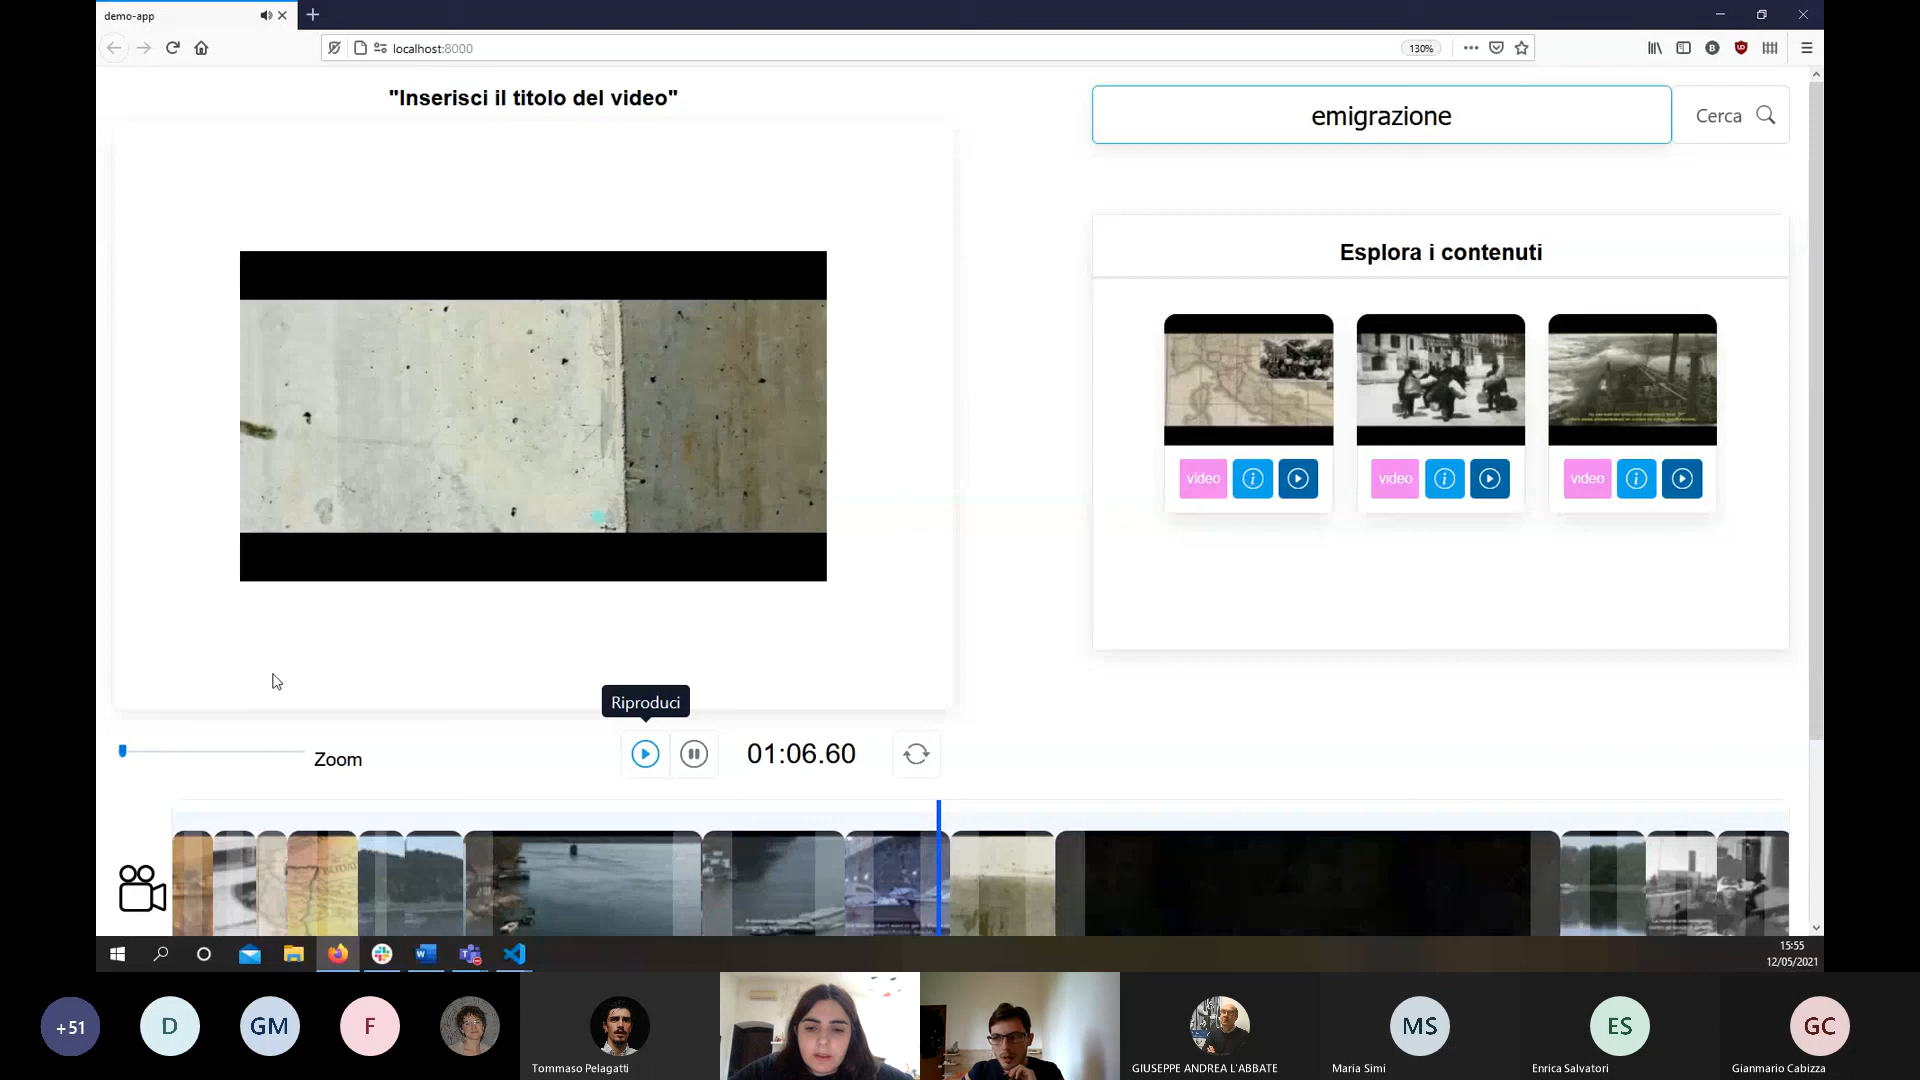 demo-app
localhost:8000
130%
"Inserisci il titolo del video"
emigrazione
Cerca
Esplora i contenuti
video
video
video
Riproduci
Zoom
01:06.60
15:55
12/05/2021
+51
D
GM
F
MS
ES
GC
Tommaso Pelagatti
GIUSEPPE ANDREA L'ABBATE
Maria Simi
Enrica Salvatori
Gianmario Cabizza